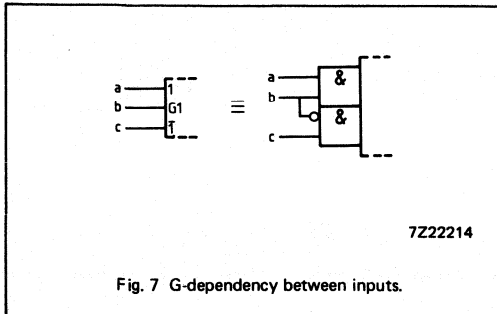 a 1
b G1
c 1̅
≡
a &
b
&
c
7Z22214
Fig. 7 G-dependency between inputs.